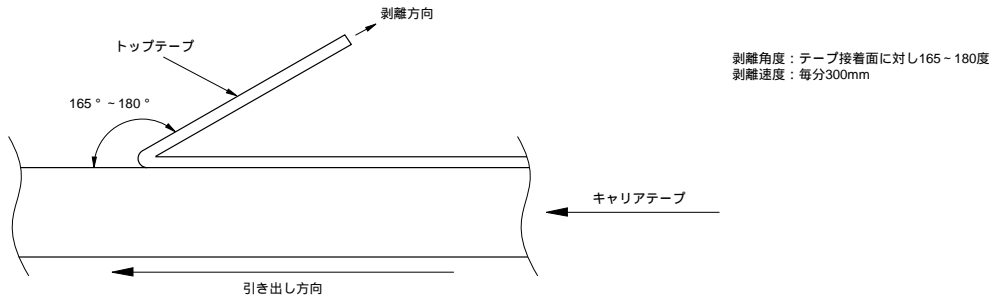 剥離方向
トップテープ
剥離角度：テープ接着面に対し165~180度
剥離速度：毎分300mm
165°~180°
キャリアテープ
引き出し方向